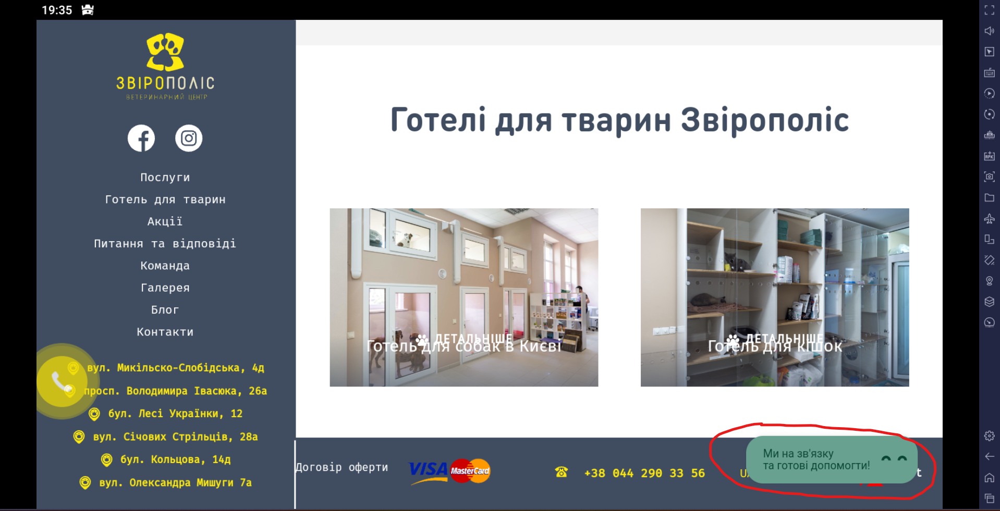 19:35
ЗВІРОПОЛІС
ВЕТЕРИНАРНИЙ ЦЕНТР
Послуги
Готель для тварин
Акції
Питання та відповіді
Команда
Галерея
Блог
Контакти
вул. Микільско-Слобідська, 4д
просп. Володимира Івасюка, 26а
бул. Лесі Українки, 12
вул. Січових Стрільців, 28а
бул. Кольцова, 14д
вул. Олександра Мишуги 7а
Готелі для тварин Звірополіс
ДЕТАЛЬНІШЕ
Готель для собак в Києві
ДЕТАЛЬНІШЕ
Готель для кішок
Договір оферти
VISA
MasterCard
+38 044 290 33 56
Ми на зв'язку
та готові допомогти!
APK